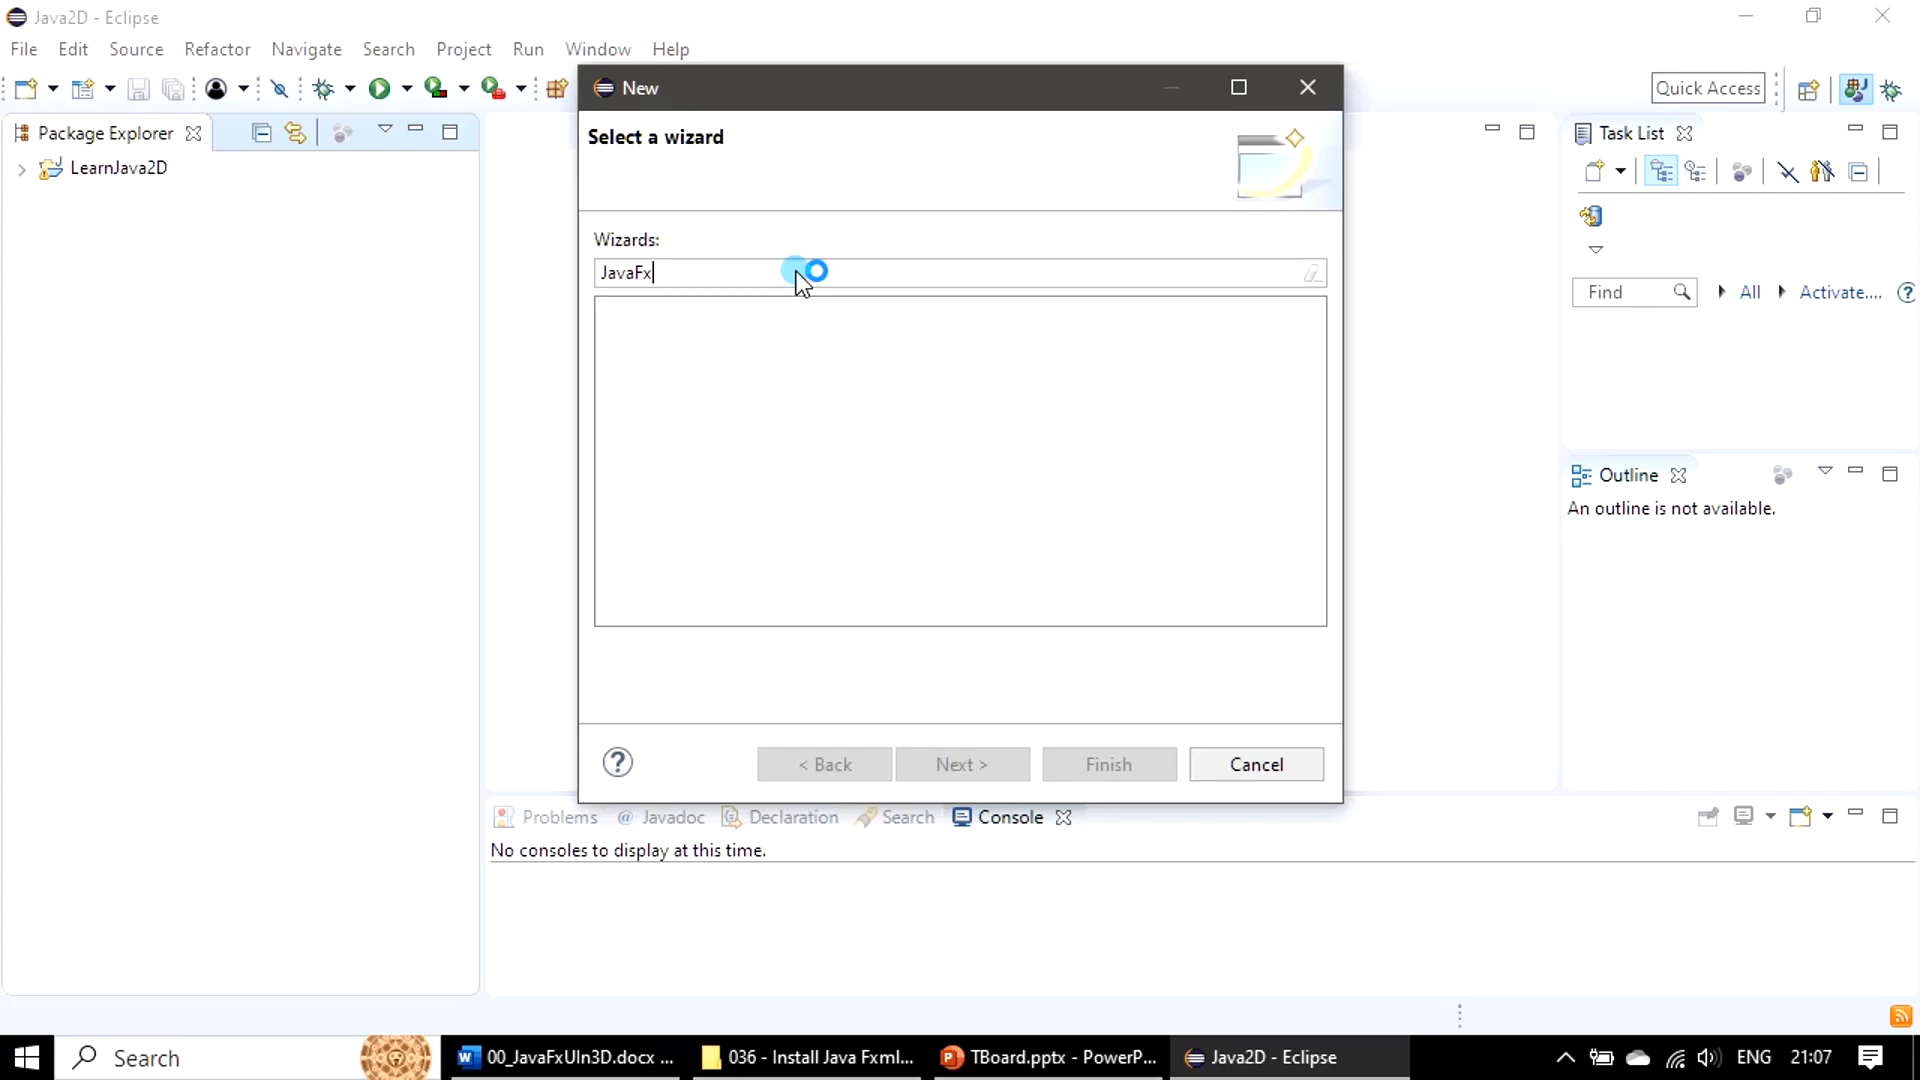 Java2D - Eclipse
File Edit Source Refactor Navigate Search Project Run Window Help
Quick Access
Package Explorer
LearnJava2D
New
Select a wizard
Wizards:
JavaFx
< Back Next > Finish Cancel
Task List
Find All Activate....
Outline
An outline is not available.
Problems @ Javadoc Declaration Search Console
No consoles to display at this time.
Search 00_JavaFxUIn3D.docx ... 036 - Install Java Fxml... TBoard.pptx - PowerP... Java2D - Eclipse ENG 21:07